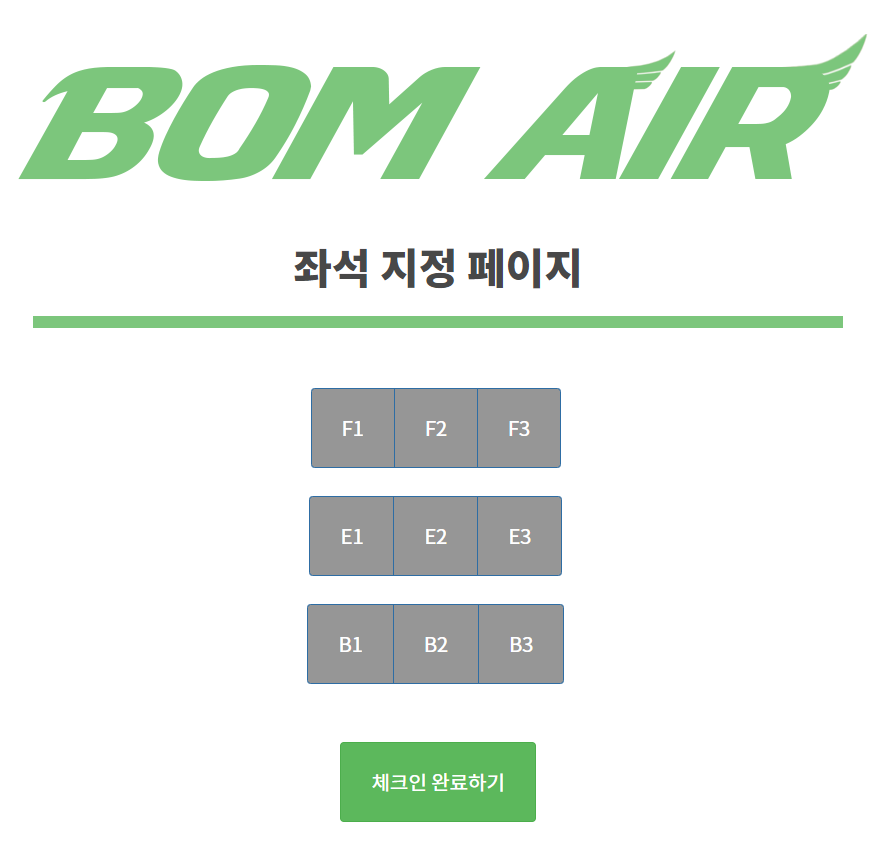 BOM AIR
좌석 지정 페이지
F1 F2 F3
E1 E2 E3
B1 B2 B3
체크인 완료하기